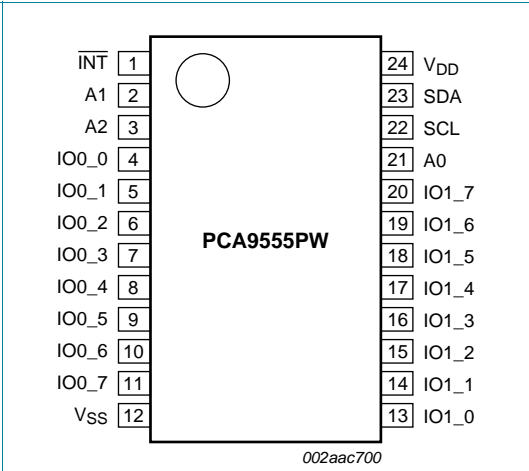 INT 1 24 VDD
A1 2 23 SDA
A2 3 22 SCL
IO0_0 4 21 A0
IO0_1 5 20 IO1_7
IO0_2 6 19 IO1_6
PCA9555PW
IO0_3 7 18 IO1_5
IO0_4 8 17 IO1_4
IO0_5 9 16 IO1_3
IO0_6 10 15 IO1_2
IO0_7 11 14 IO1_1
VSS 12 13 IO1_0
002aac700